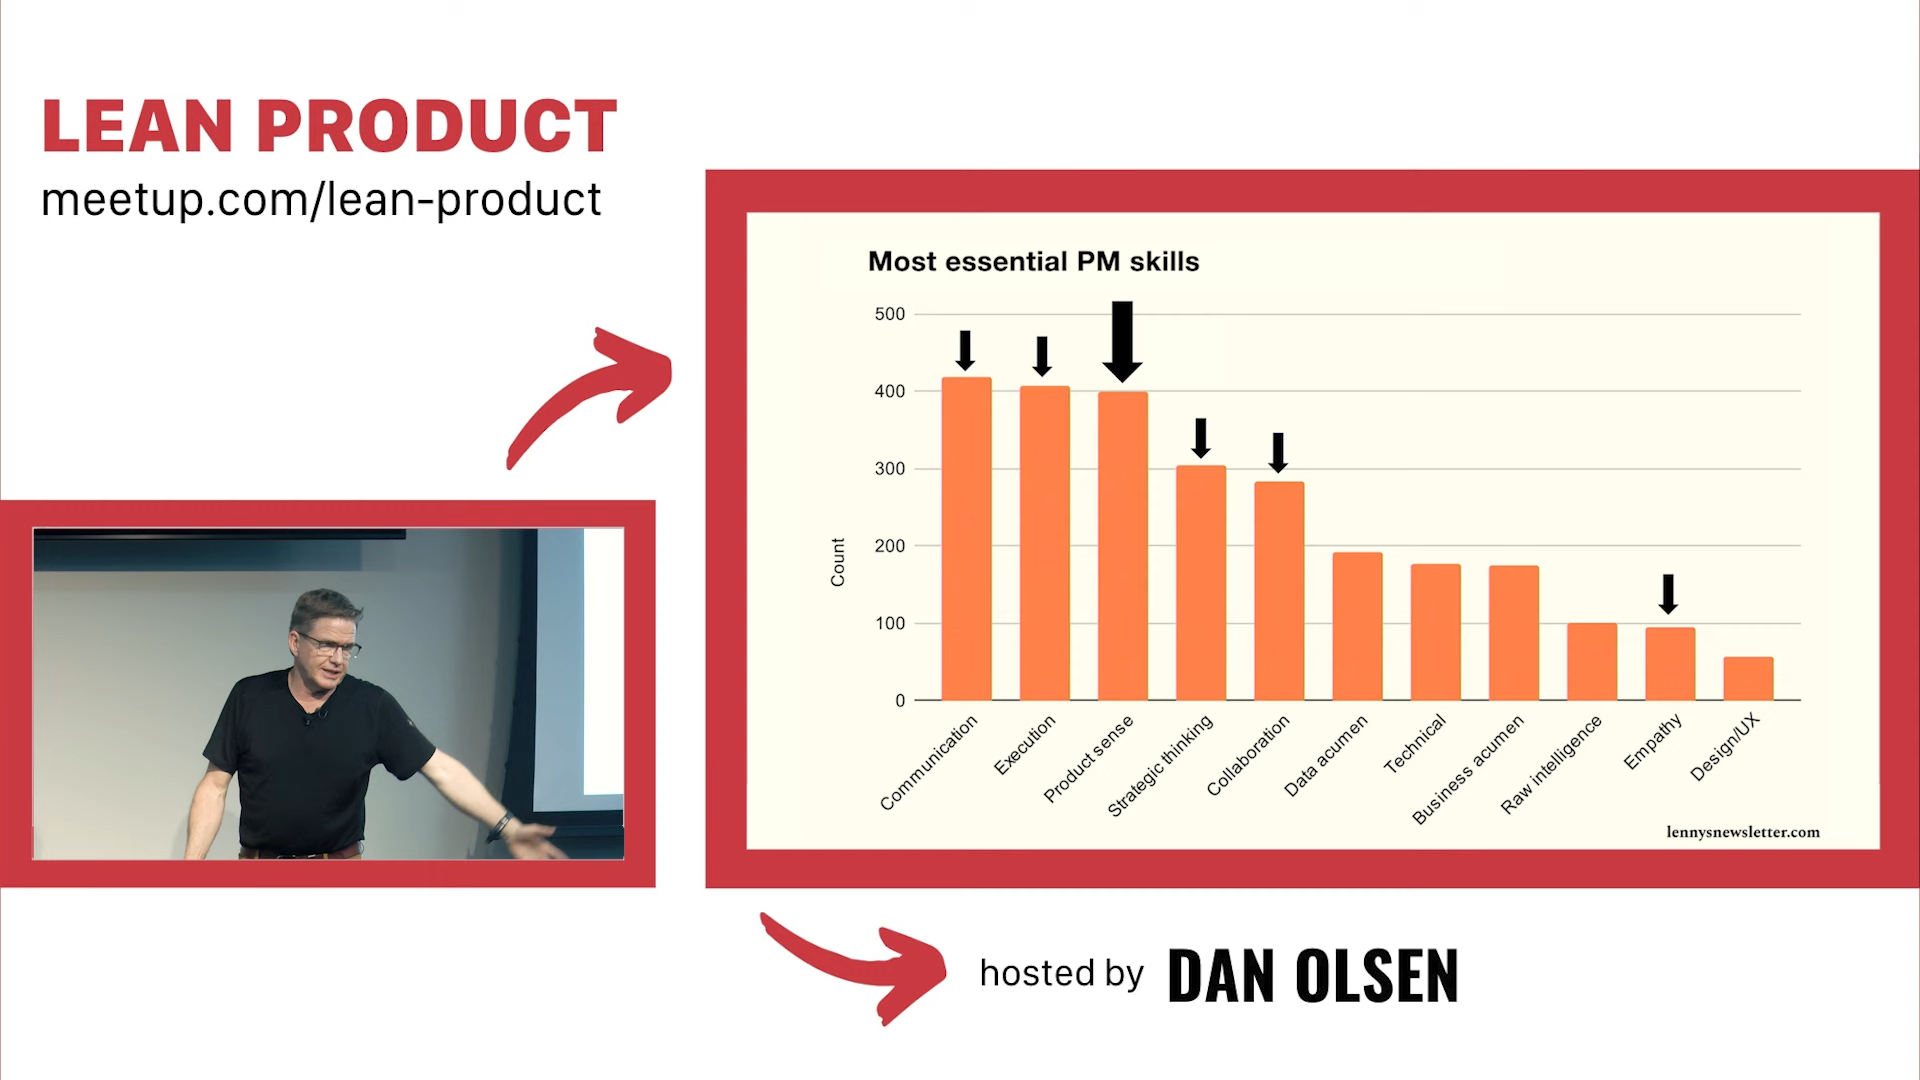 LEAN PRODUCT
meetup.com/lean-product
Most essential PM skills
500
400
300
200
100
0
Count
Communication
Execution
Product sense
Strategic thinking
Collaboration
Data acumen
Technical
Business acumen
Raw intelligence
Empathy
Design/UX
lennysnewsletter.com
hosted by DAN OLSEN